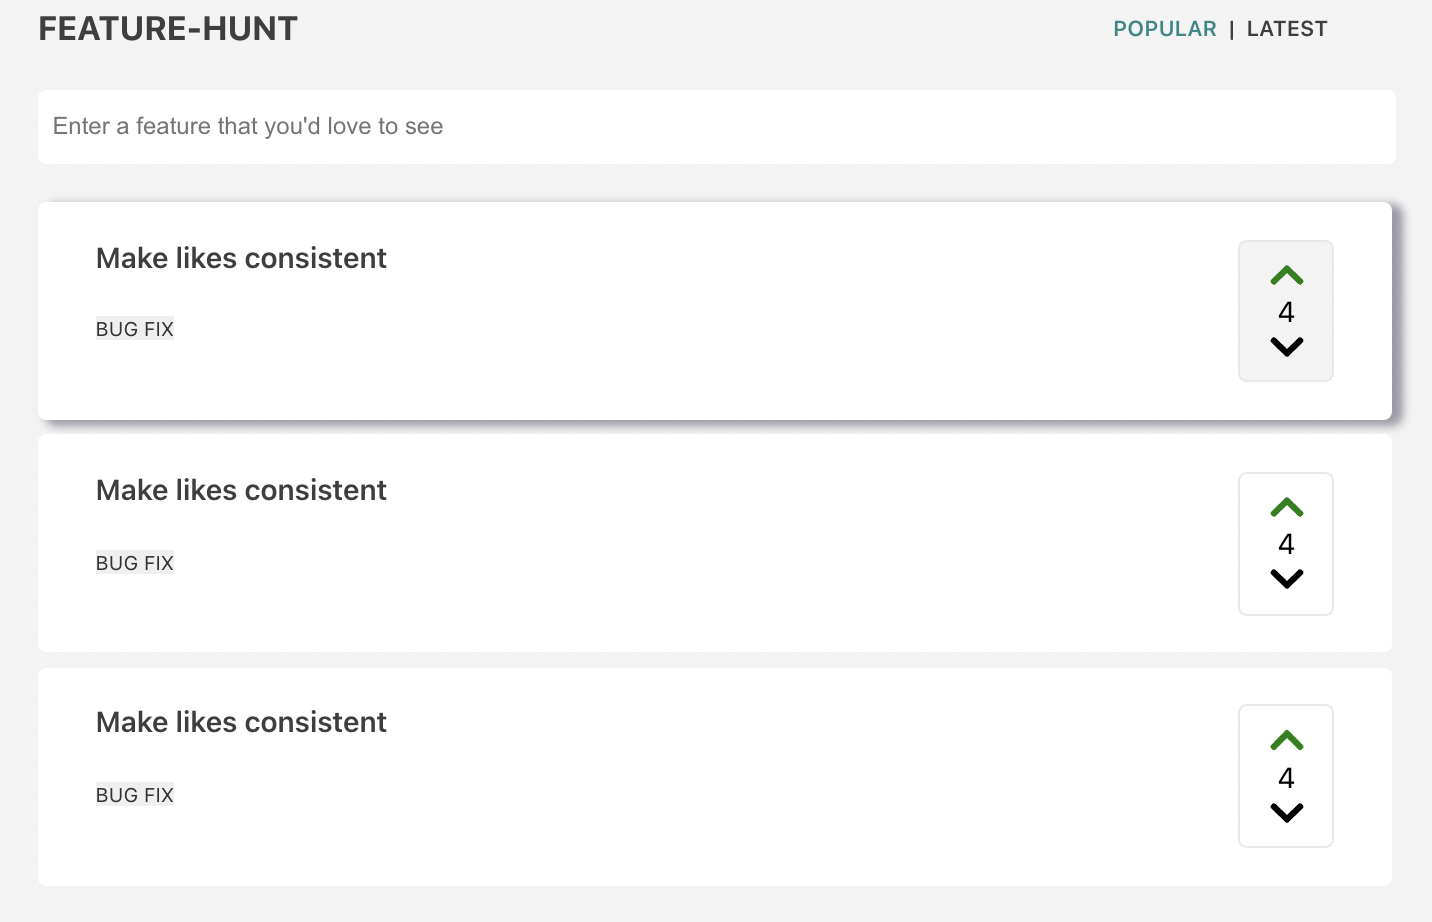 FEATURE-HUNT
POPULAR | LATEST
Enter a feature that you'd love to see
Make likes consistent
4
BUG FIX
Make likes consistent
4
BUG FIX
Make likes consistent
4
BUG FIX